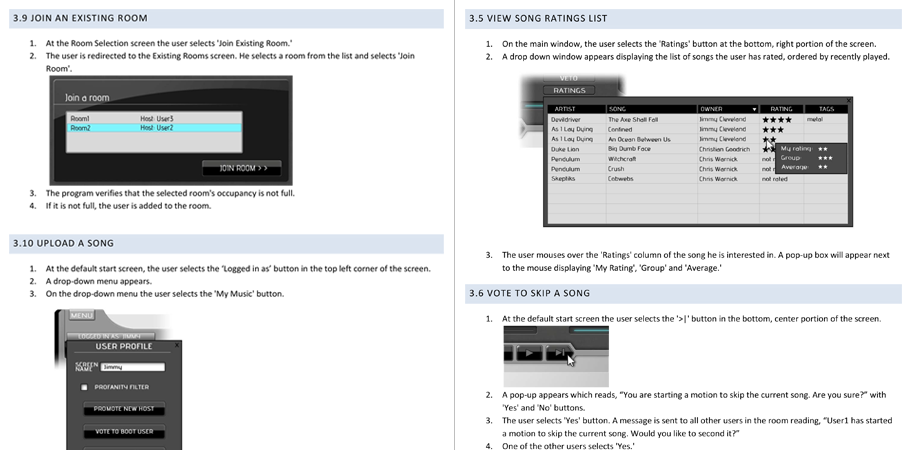 3.9 JOIN AN EXISTING ROOM
1. At the Room Selection screen the user selects 'Join Existing Room.'
2. The user is redirected to the Existing Rooms screen. He selects a room from the list and selects 'Join
Room'.
Join a room
Room1 Host: User3
Room2 Host: User2
JOIN ROOM > >
3. The program verifies that the selected room's occupancy is not full.
4. If it is not full, the user is added to the room.
3.10 UPLOAD A SONG
1. At the default start screen, the user selects the 'Logged in as' button in the top left corner of the screen.
2. A drop-down menu appears.
3. On the drop-down menu the user selects the 'My Music' button.
MENU
LOGGED IN AS: JIMMY
USER PROFILE X
SCREEN
NAME Jimmy
PROFANITY FILTER
PROMOTE NEW HOST
VOTE TO BOOT USER
3.5 VIEW SONG RATINGS LIST
1. On the main window, the user selects the 'Ratings' button at the bottom, right portion of the screen.
2. A drop down window appears displaying the list of songs the user has rated, ordered by recently played.
VETO
RATINGS
X
ARTIST SONG OWNER RATING TAGS
Devildriver The Axe Shall Fall Jimmy Cleveland ★★★★ metal
As I Lay Dying Confined Jimmy Cleveland ★★★
As I Lay Dying An Ocean Between Us Jimmy Cleveland ★★
Duke Lion Big Dumb Face Christian Goodrich
Pendulum Witchcraft Chris Warnick not
Pendulum Crush Chris Warnick not
Skeptiks Cobwebs Chris Warnick not rated
My rating: ★★
Group: ★★★
Average: ★★
3. The user mouses over the 'Ratings' column of the song he is interested in. A pop-up box will appear next
to the mouse displaying 'My Rating', 'Group' and 'Average.'
3.6 VOTE TO SKIP A SONG
1. At the default start screen the user selects the '>|' button in the bottom, center portion of the screen.
2. A pop-up appears which reads, "You are starting a motion to skip the current song. Are you sure?" with
'Yes' and 'No' buttons.
3. The user selects 'Yes' button. A message is sent to all other users in the room reading, "User1 has started
a motion to skip the current song. Would you like to second it?"
4. One of the other users selects 'Yes.'